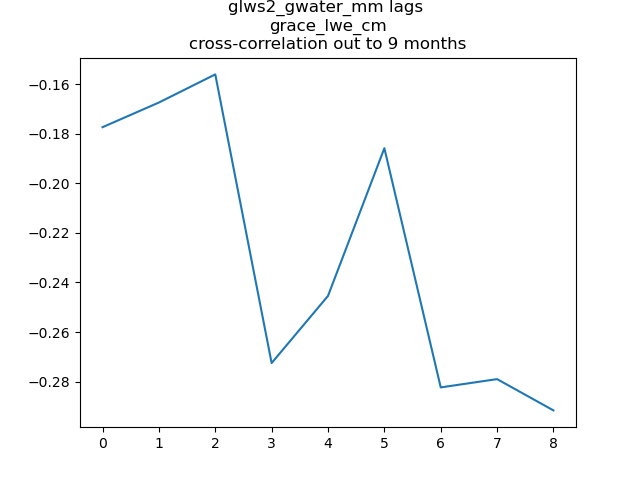 glws2_gwater_mm lags
grace_lwe_cm
cross-correlation out to 9 months
−0.16
−0.18
−0.20
−0.22
−0.24
−0.26
−0.28
0 1 2 3 4 5 6 7 8